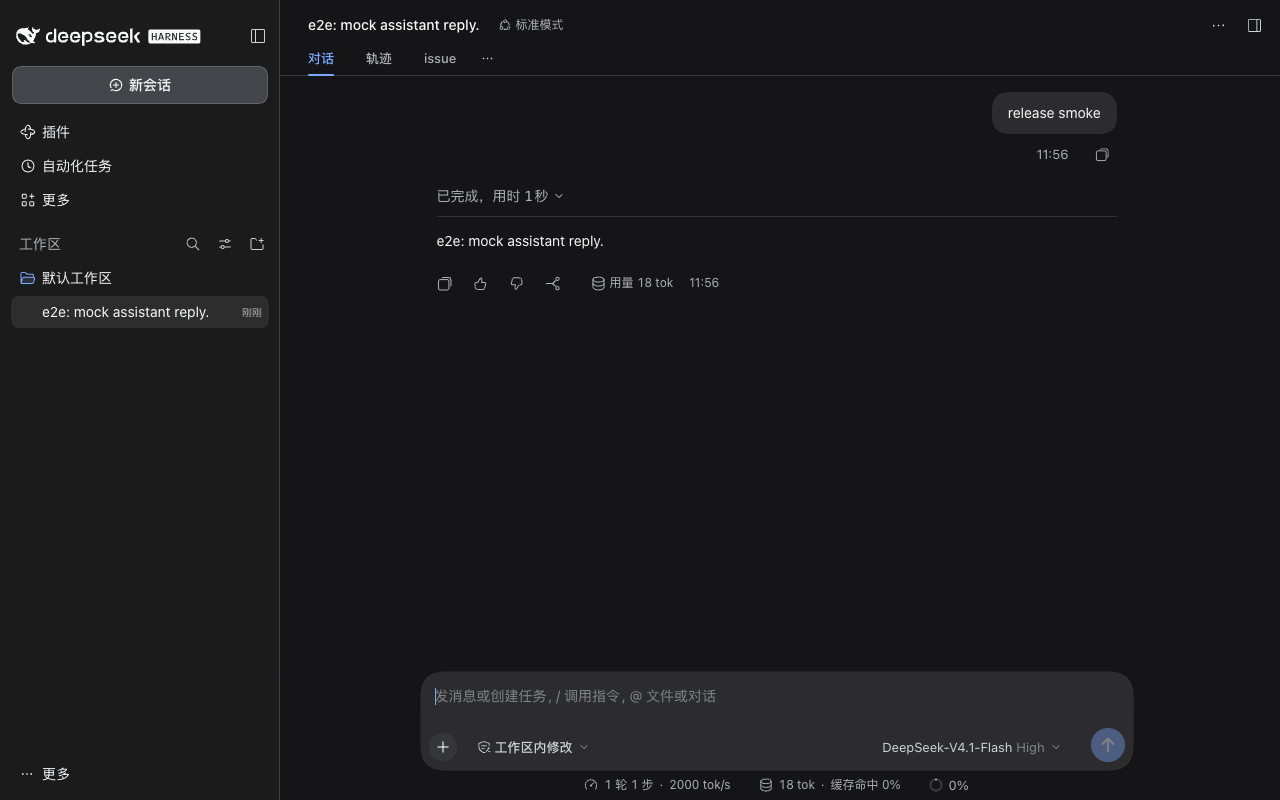 deepseek HARNESS
新会话
插件
自动化任务
更多
工作区
默认工作区
e2e: mock assistant reply. 刚刚
更多
e2e: mock assistant reply. 标准模式
对话 轨迹 issue ···
release smoke
11:56
已完成，用时 1秒
e2e: mock assistant reply.
用量 18 tok 11:56
发消息或创建任务, / 调用指令, @ 文件或对话
工作区内修改 DeepSeek-V4.1-Flash High
1 轮 1 步 · 2000 tok/s 18 tok · 缓存命中 0% 0%